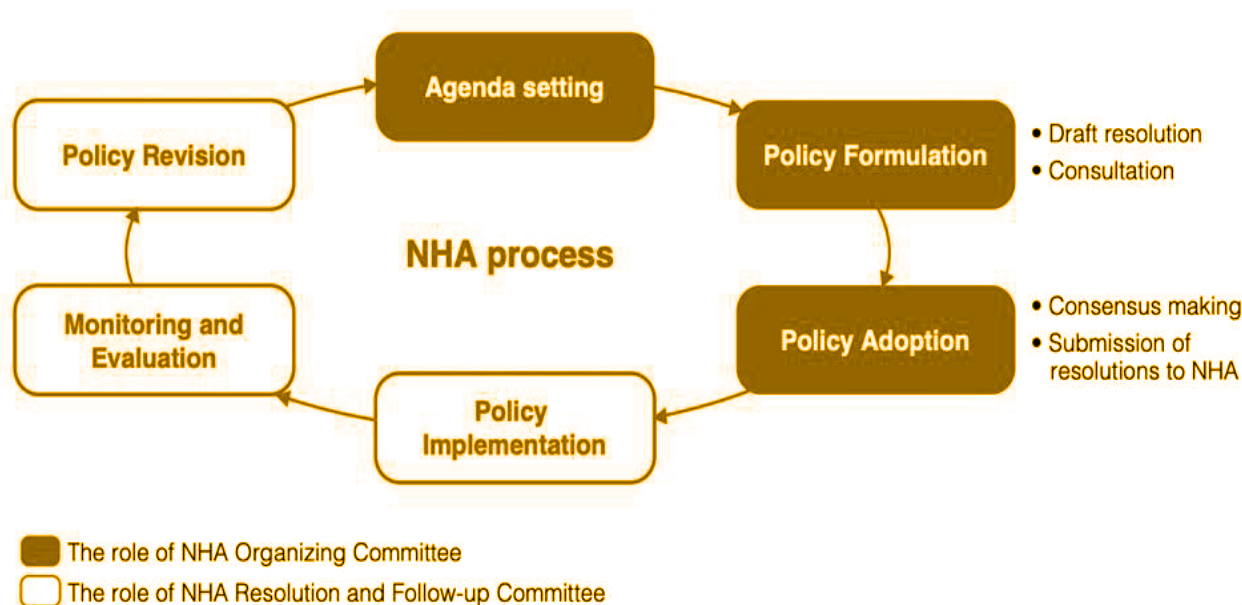 Agenda setting
Policy Revision
Policy Formulation
• Draft resolution
• Consultation
NHA process
Monitoring and
Evaluation
Policy Adoption
• Consensus making
• Submission of
resolutions to NHA
Policy
Implementation
The role of NHA Organizing Committee
The role of NHA Resolution and Follow-up Committee